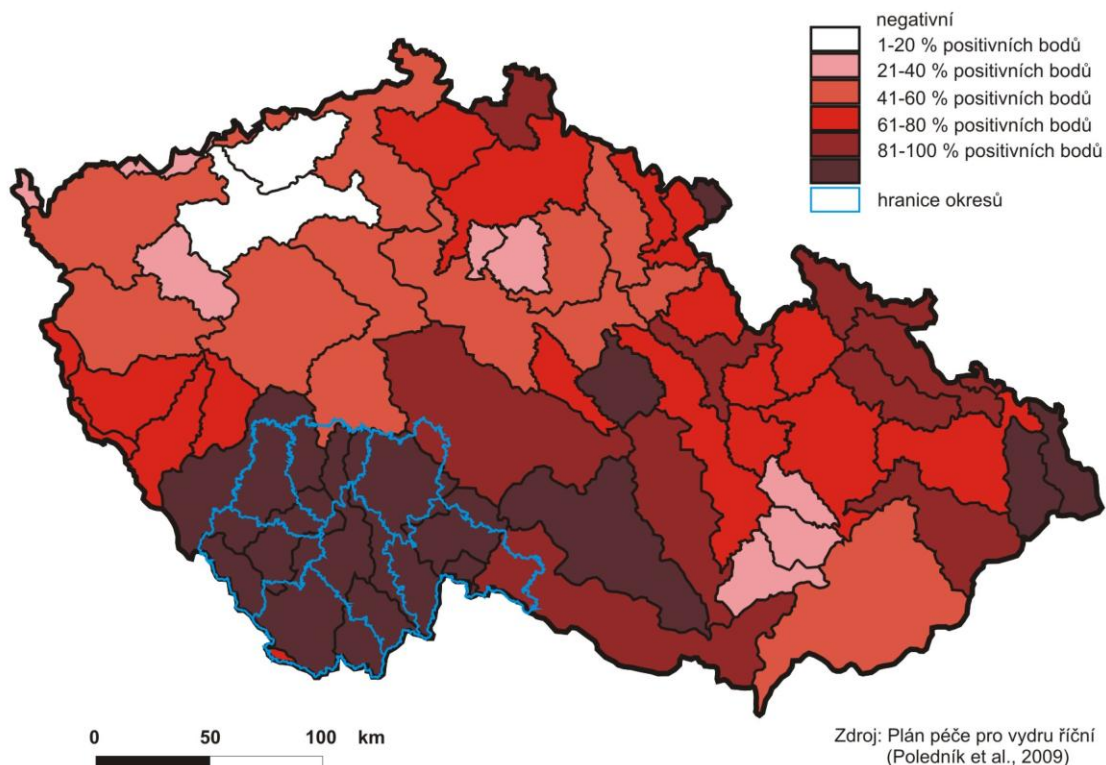 negativní
1-20 % positivních bodů
21-40 % positivních bodů
41-60 % positivních bodů
61-80 % positivních bodů
81-100 % positivních bodů
hranice okresů
0 50 100 km
Zdroj: Plán péče pro vydru říční
(Poledník et al., 2009)